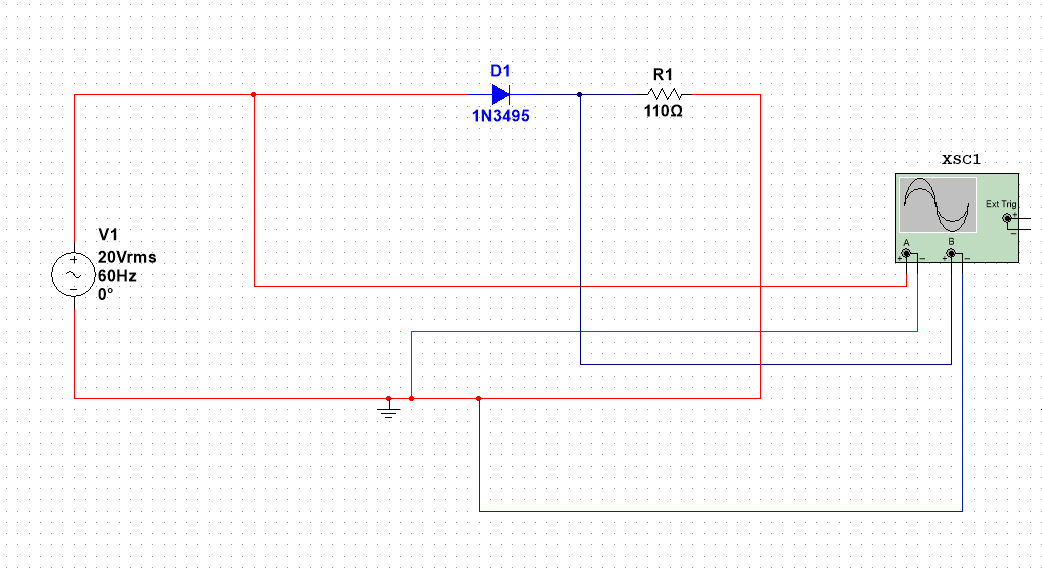 D1
1N3495
R1
110Ω
XSC1
Ext Trig
+
−
A
B
+
−
+
−
V1
20Vrms
60Hz
0°
+
−